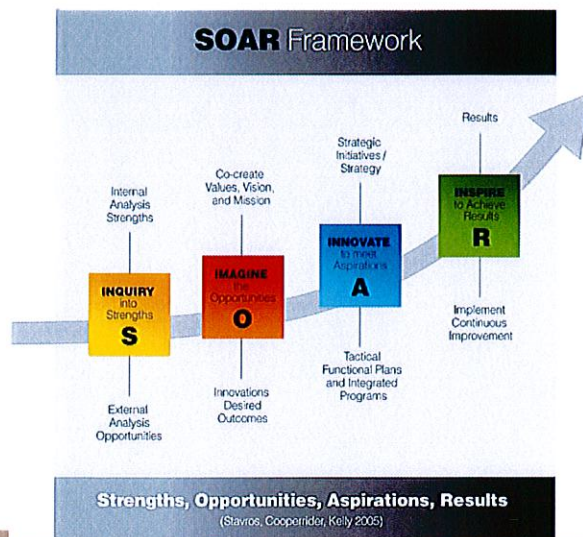 SOAR Framework
Internal
Analysis
Strengths
INQUIRY
into
Strengths
S
External
Analysis
Opportunities
Co-create
Values, Vision,
and Mission
IMAGINE
the
Opportunities
O
Innovations
Desired
Outcomes
Strategic
Initiatives /
Strategy
INNOVATE
to meet
Aspirations
A
Tactical
Functional Plans
and Integrated
Programs
Results
INSPIRE
to Achieve
Results
R
Implement
Continuous
Improvement
Strengths, Opportunities, Aspirations, Results
(Stavros, Cooperrider, Kelly 2005)